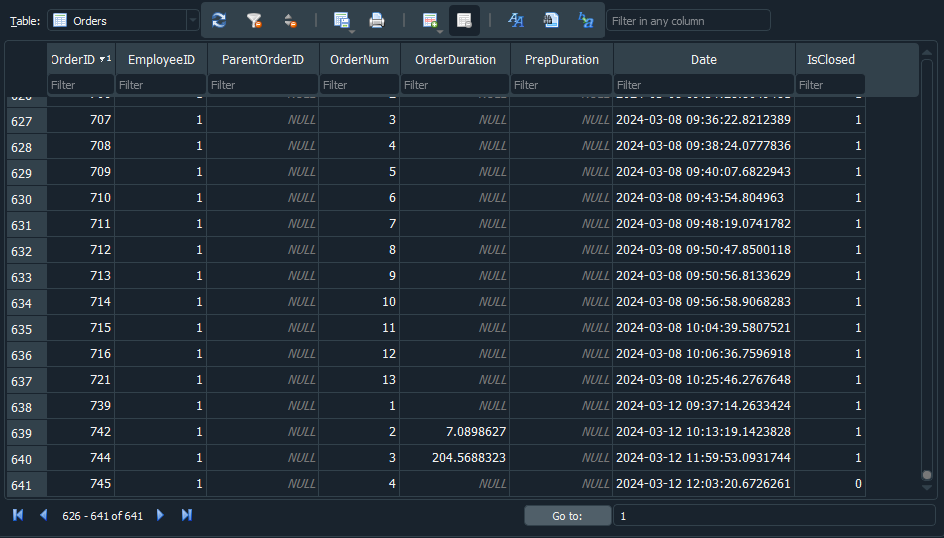 Table: Orders Filter in any column
OrderID 1 EmployeeID ParentOrderID OrderNum OrderDuration PrepDuration Date IsClosed
Filter Filter Filter Filter Filter Filter Filter Filter
627 707 1 NULL 3 NULL NULL 2024-03-08 09:36:22.8212389 1
628 708 1 NULL 4 NULL NULL 2024-03-08 09:38:24.0777836 1
629 709 1 NULL 5 NULL NULL 2024-03-08 09:40:07.6822943 1
630 710 1 NULL 6 NULL NULL 2024-03-08 09:43:54.804963 1
631 711 1 NULL 7 NULL NULL 2024-03-08 09:48:19.0741782 1
632 712 1 NULL 8 NULL NULL 2024-03-08 09:50:47.8500118 1
633 713 1 NULL 9 NULL NULL 2024-03-08 09:50:56.8133629 1
634 714 1 NULL 10 NULL NULL 2024-03-08 09:56:58.9068283 1
635 715 1 NULL 11 NULL NULL 2024-03-08 10:04:39.5807521 1
636 716 1 NULL 12 NULL NULL 2024-03-08 10:06:36.7596918 1
637 721 1 NULL 13 NULL NULL 2024-03-08 10:25:46.2767648 1
638 739 1 NULL 1 NULL NULL 2024-03-12 09:37:14.2633424 1
639 742 1 NULL 2 7.0898627 NULL 2024-03-12 10:13:19.1423828 1
640 744 1 NULL 3 204.5688323 NULL 2024-03-12 11:59:53.0931744 1
641 745 1 NULL 4 NULL NULL 2024-03-12 12:03:20.6726261 0
626 - 641 of 641 Go to: 1